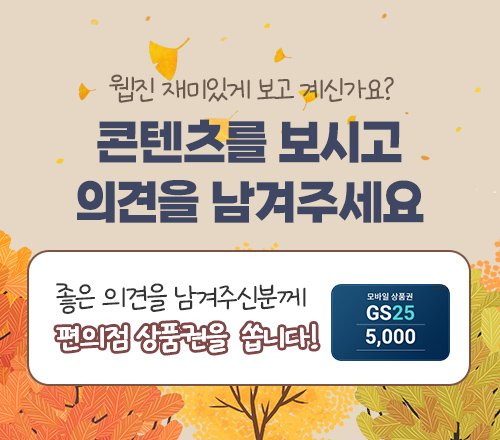 웹진 재미있게 보고 계신가요?
콘텐츠를 보시고
의견을 남겨주세요
좋은 의견을 남겨주신분께
편의점 상품권을 쏩니다!
모바일 상품권
GS25
5,000